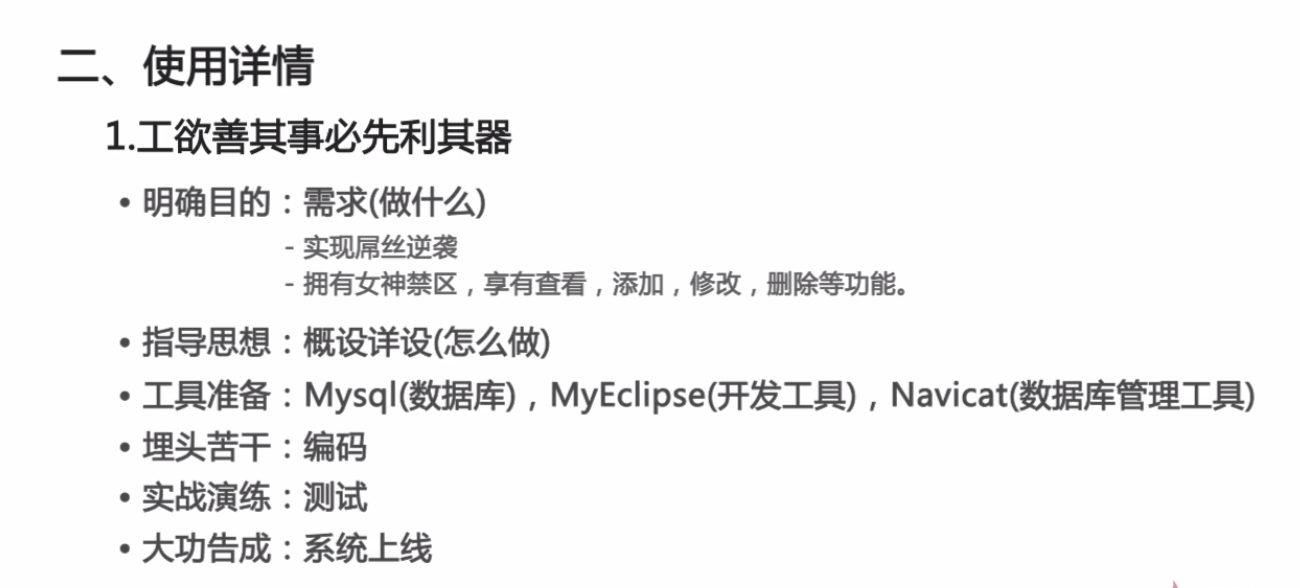 二、使用详情
1.工欲善其事必先利其器
• 明确目的：需求(做什么)
- 实现屌丝逆袭
- 拥有女神禁区，享有查看，添加，修改，删除等功能。
• 指导思想：概设详设(怎么做)
• 工具准备：Mysql(数据库)，MyEclipse(开发工具)，Navicat(数据库管理工具)
• 埋头苦干：编码
• 实战演练：测试
• 大功告成：系统上线